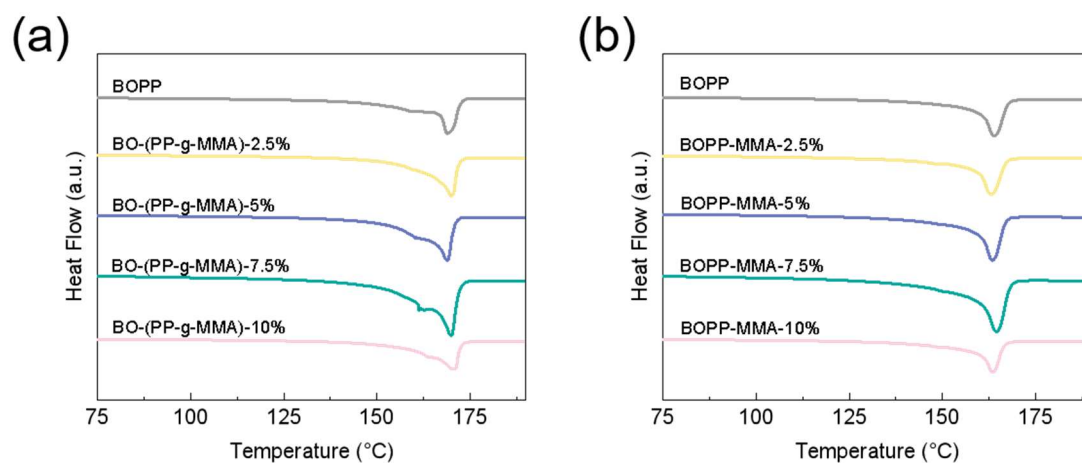 (a)
BOPP
BO-(PP-g-MMA)-2.5%
BO-(PP-g-MMA)-5%
BO-(PP-g-MMA)-7.5%
BO-(PP-g-MMA)-10%
Heat Flow (a.u.)
75 100 125 150 175
Temperature (°C)
(b)
BOPP
BOPP-MMA-2.5%
BOPP-MMA-5%
BOPP-MMA-7.5%
BOPP-MMA-10%
Heat Flow (a.u.)
75 100 125 150 175
Temperature (°C)